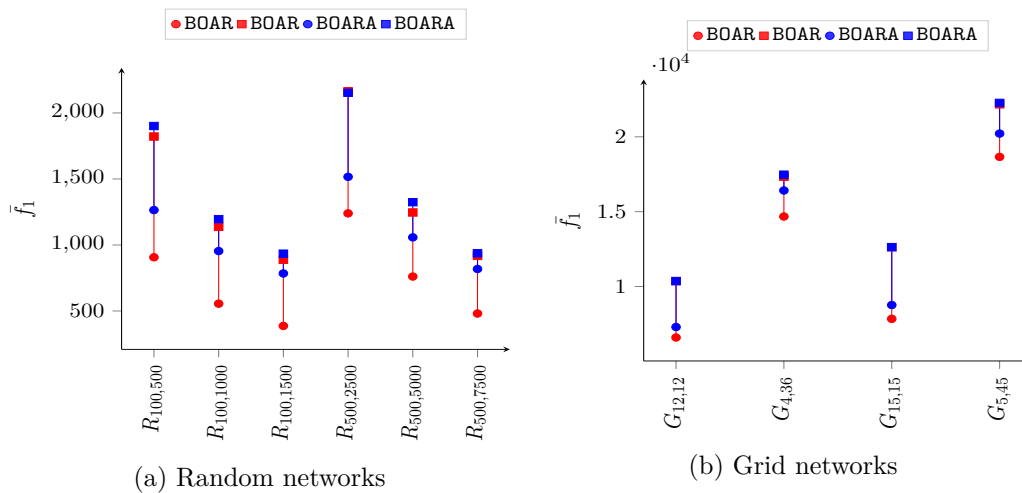 BOAR BOAR BOARA BOARA
f̄₁
2,000
1,500
1,000
500
R₁₀₀,₅₀₀
R₁₀₀,₁₀₀₀
R₁₀₀,₁₅₀₀
R₅₀₀,₂₅₀₀
R₅₀₀,₅₀₀₀
R₅₀₀,₇₅₀₀
(a) Random networks
BOAR BOAR BOARA BOARA
·10⁴
f̄₁
2
1.5
1
G₁₂,₁₂
G₄,₃₆
G₁₅,₁₅
G₅,₄₅
(b) Grid networks